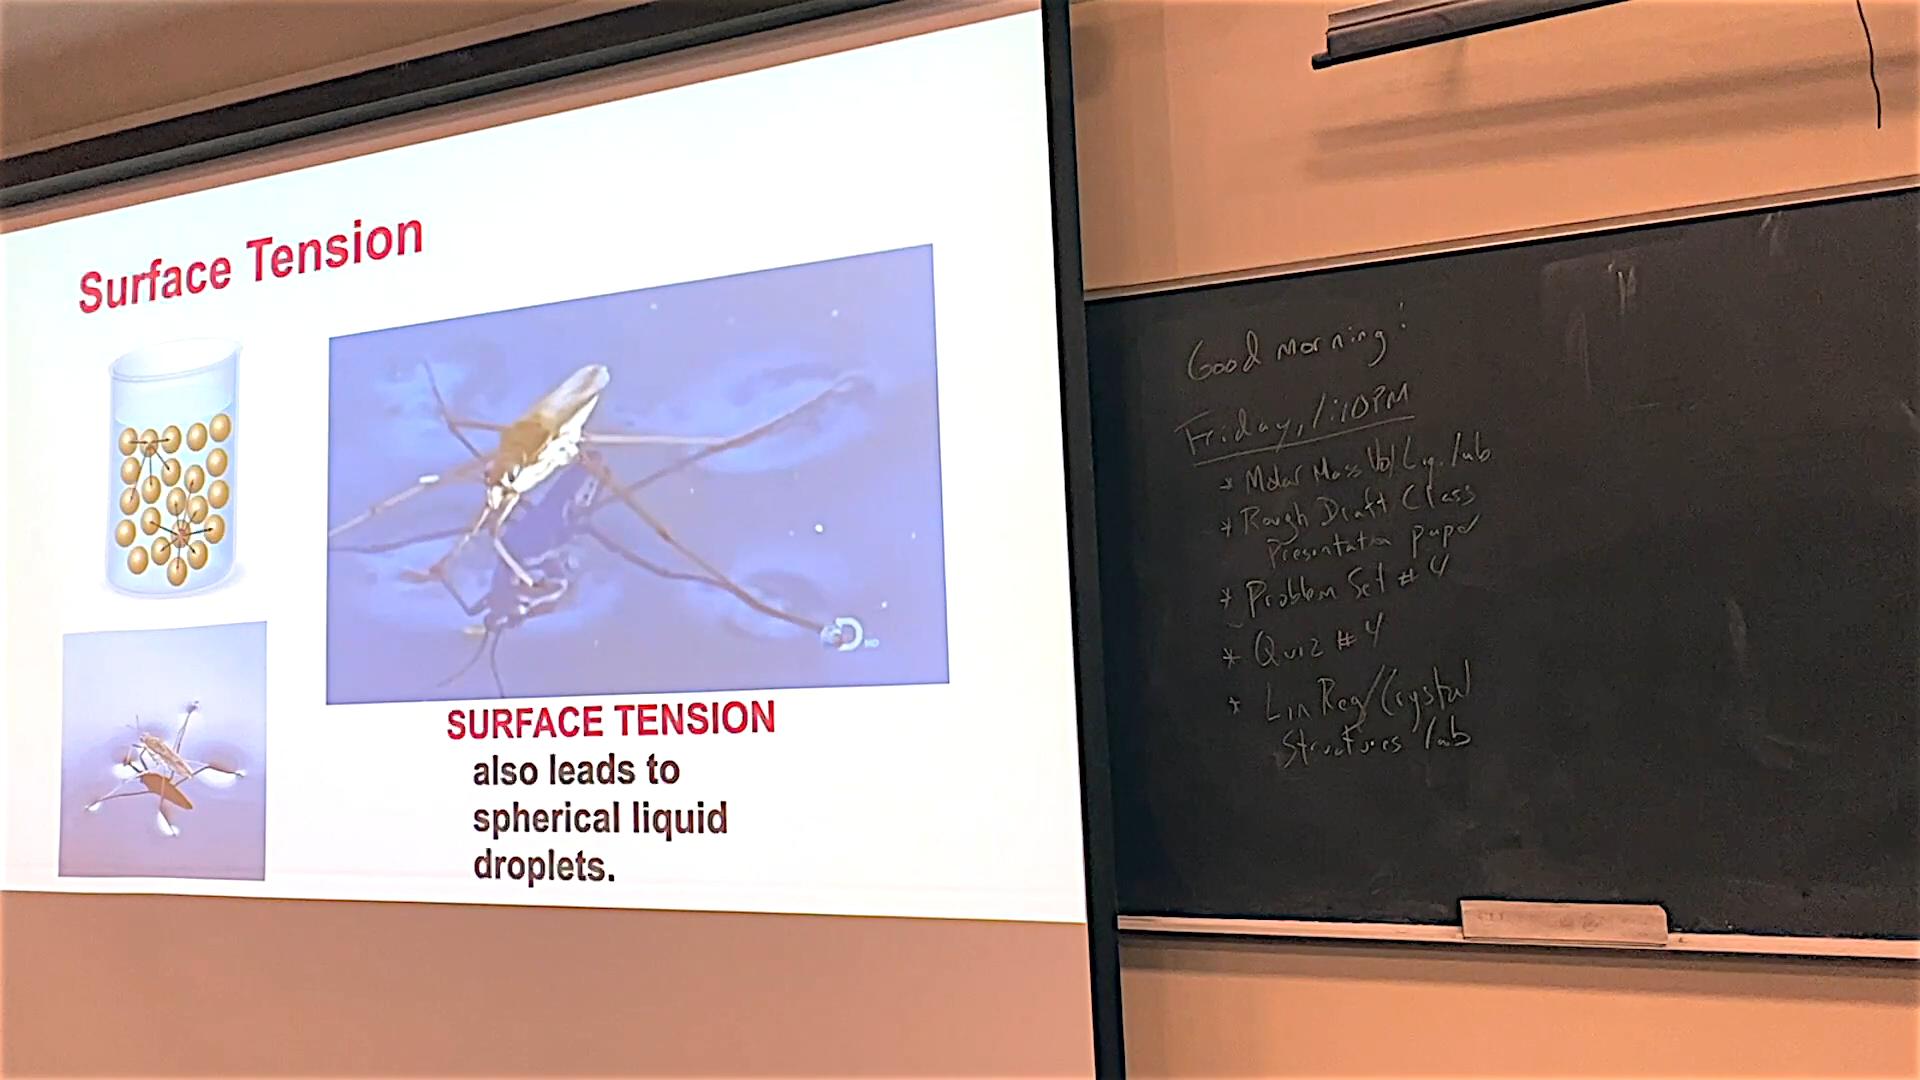 Surface Tension
SURFACE TENSION
also leads to
spherical liquid
droplets.
D HD
Good morning!
Friday, 1:10PM
* Molar Mass Vol Liq. lab
* Rough Draft Class
Presentation paper
* Problem Set # 4
* Quiz # 4
* Lin Reg/Crystal
Structures lab